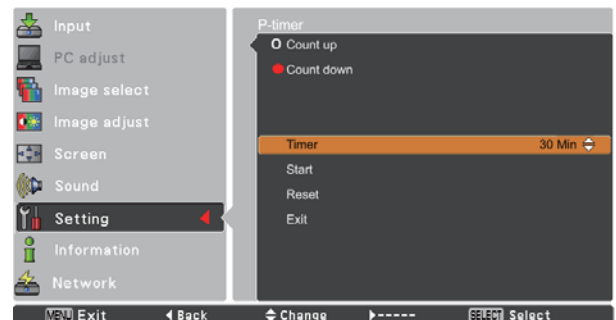 Input
PC adjust
Image select
Image adjust
Screen
Sound
Setting
Information
Network
P-timer
Count up
Count down
Timer 30 Min
Start
Reset
Exit
MENU Exit Back Change ----- SELECT Select